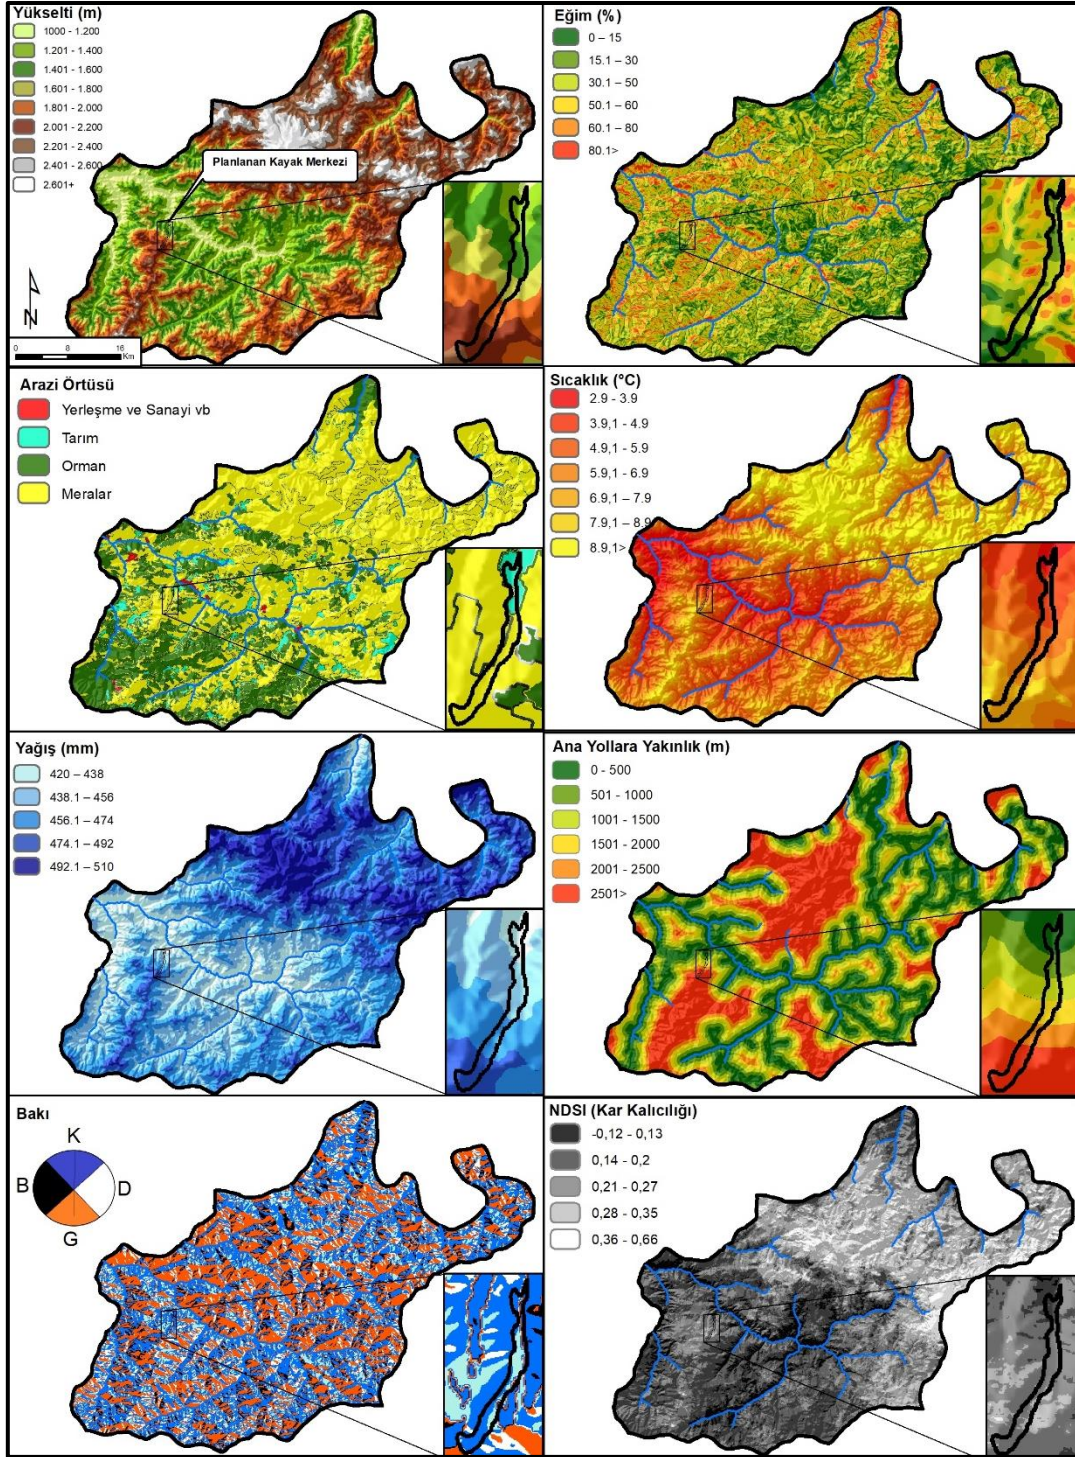 Yükselti (m)
1000 - 1.200
1.201 - 1.400
1.401 - 1.600
1.601 - 1.800
1.801 - 2.000
2.001 - 2.200
2.201 - 2.400
2.401 - 2.600
2.601+
Planlanan Kayak Merkezi
N
0 8 16
Km
Eğim (%)
0 – 15
15.1 – 30
30.1 – 50
50.1 – 60
60.1 – 80
80.1>
Arazi Örtüsü
Yerleşme ve Sanayi vb
Tarım
Orman
Meralar
Sıcaklık (°C)
2.9 - 3.9
3.9,1 - 4.9
4.9,1 - 5.9
5.9,1 - 6.9
6.9,1 – 7.9
7.9,1 – 8.9
8.9,1>
Yağış (mm)
420 – 438
438.1 – 456
456.1 – 474
474.1 – 492
492.1 – 510
Ana Yollara Yakınlık (m)
0 - 500
501 - 1000
1001 - 1500
1501 - 2000
2001 - 2500
2501>
Bakı
K
B D
G
NDSI (Kar Kalıcılığı)
-0,12 - 0,13
0,14 - 0,2
0,21 - 0,27
0,28 - 0,35
0,36 - 0,66